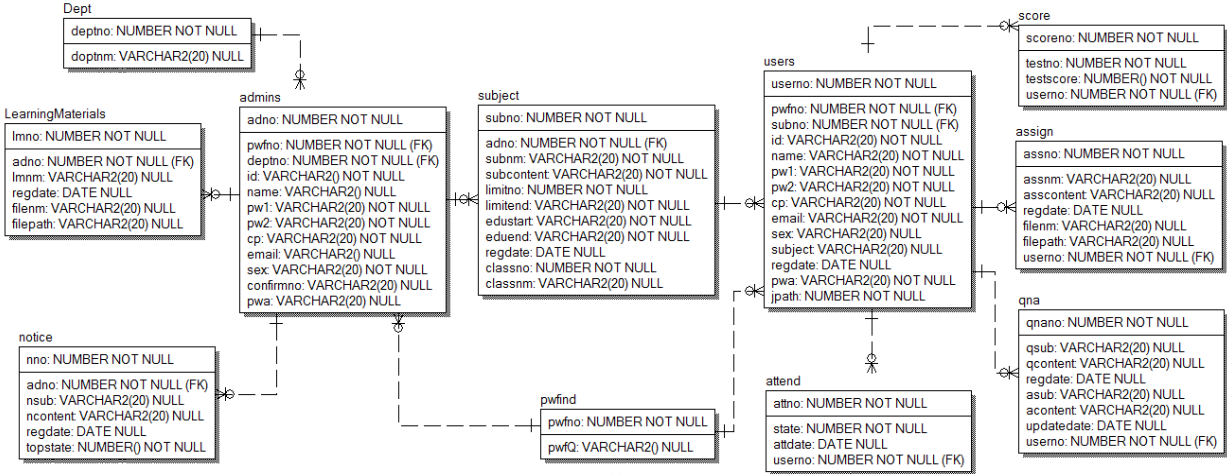 Dept
deptno: NUMBER NOT NULL
doptnm: VARCHAR2(20) NULL
LearningMaterials
lmno: NUMBER NOT NULL
adno: NUMBER NOT NULL (FK)
lmnm: VARCHAR2(20) NULL
regdate: DATE NULL
filenm: VARCHAR2(20) NULL
filepath: VARCHAR2(20) NULL
notice
nno: NUMBER NOT NULL
adno: NUMBER NOT NULL (FK)
nsub: VARCHAR2(20) NULL
ncontent: VARCHAR2(20) NULL
regdate: DATE NULL
topstate: NUMBER() NOT NULL
admins
adno: NUMBER NOT NULL
pwfno: NUMBER NOT NULL (FK)
deptno: NUMBER NOT NULL (FK)
id: VARCHAR2() NOT NULL
name: VARCHAR2() NULL
pw1: VARCHAR2(20) NOT NULL
pw2: VARCHAR2(20) NOT NULL
cp: VARCHAR2(20) NOT NULL
email: VARCHAR2() NULL
sex: VARCHAR2(20) NOT NULL
confirmno: VARCHAR2(20) NULL
pwa: VARCHAR2(20) NULL
subject
subno: NUMBER NOT NULL
adno: NUMBER NOT NULL (FK)
subnm: VARCHAR2(20) NOT NULL
subcontent: VARCHAR2(20) NOT NULL
limitno: NUMBER NOT NULL
limitend: VARCHAR2(20) NOT NULL
edustart: VARCHAR2(20) NOT NULL
eduend: VARCHAR2(20) NOT NULL
regdate: DATE NULL
classno: NUMBER NOT NULL
classnm: VARCHAR2(20) NULL
pwfind
pwfno: NUMBER NOT NULL
pwfQ: VARCHAR2() NULL
users
userno: NUMBER NOT NULL
pwfno: NUMBER NOT NULL (FK)
subno: NUMBER NOT NULL (FK)
id: VARCHAR2(20) NOT NULL
name: VARCHAR2(20) NOT NULL
pw1: VARCHAR2(20) NOT NULL
pw2: VARCHAR2(20) NOT NULL
cp: VARCHAR2(20) NOT NULL
email: VARCHAR2(20) NOT NULL
sex: VARCHAR2(20) NULL
subject: VARCHAR2(20) NULL
regdate: DATE NULL
pwa: VARCHAR2(20) NOT NULL
jpath: NUMBER NOT NULL
attend
attno: NUMBER NOT NULL
state: NUMBER NOT NULL
attdate: DATE NULL
userno: NUMBER NOT NULL (FK)
score
scoreno: NUMBER NOT NULL
testno: NUMBER NOT NULL
testscore: NUMBER() NOT NULL
userno: NUMBER NOT NULL (FK)
assign
assno: NUMBER NOT NULL
assnm: VARCHAR2(20) NULL
asscontent: VARCHAR2(20) NULL
regdate: DATE NULL
filenm: VARCHAR2(20) NULL
filepath: VARCHAR2(20) NULL
userno: NUMBER NOT NULL (FK)
qna
qnano: NUMBER NOT NULL
qsub: VARCHAR2(20) NULL
qcontent: VARCHAR2(20) NULL
regdate: DATE NULL
asub: VARCHAR2(20) NULL
acontent: VARCHAR2(20) NULL
updatedate: DATE NULL
userno: NUMBER NOT NULL (FK)